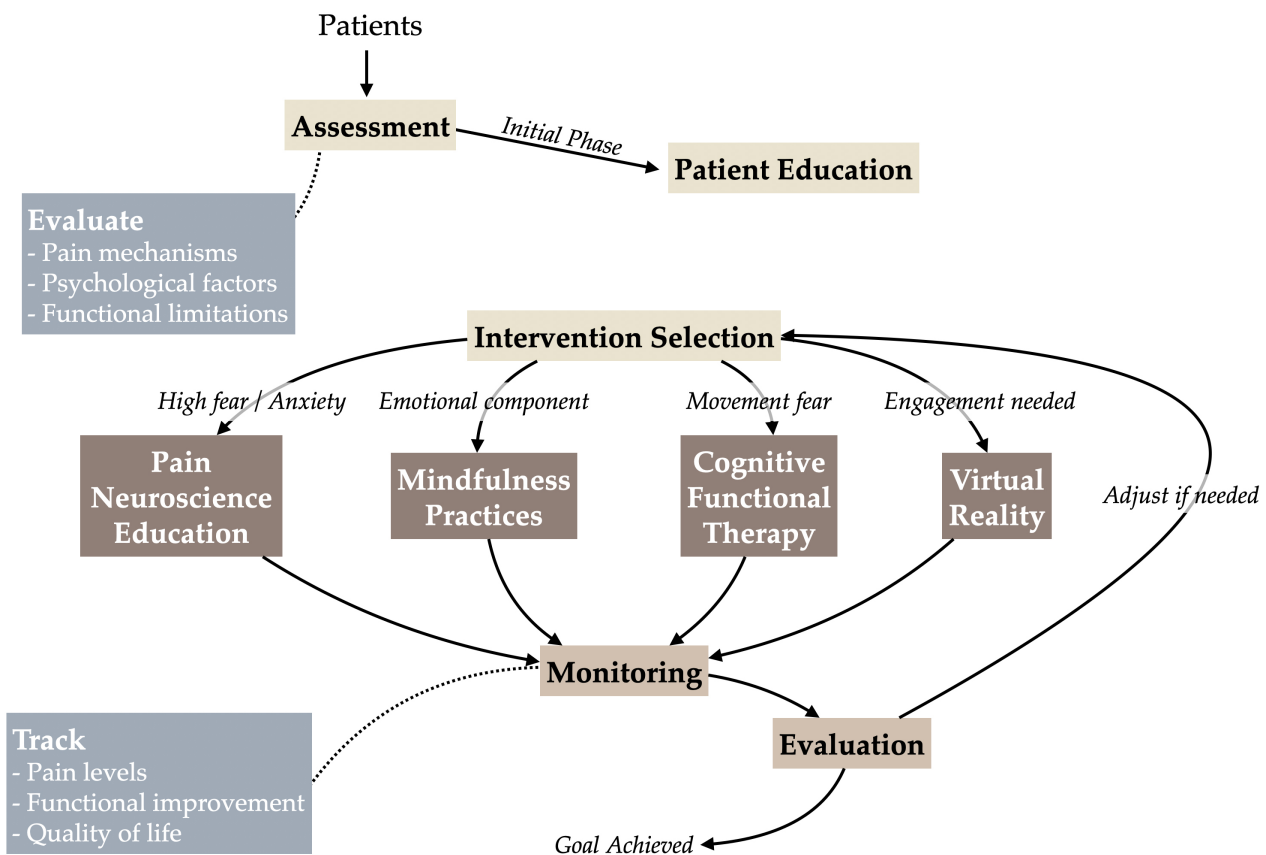 Patients
Assessment
Initial Phase
Patient Education
Evaluate
- Pain mechanisms
- Psychological factors
- Functional limitations
Intervention Selection
High fear / Anxiety
Emotional component
Movement fear
Engagement needed
Pain
Neuroscience
Education
Mindfulness
Practices
Cognitive
Functional
Therapy
Virtual
Reality
Adjust if needed
Monitoring
Evaluation
Track
- Pain levels
- Functional improvement
- Quality of life
Goal Achieved